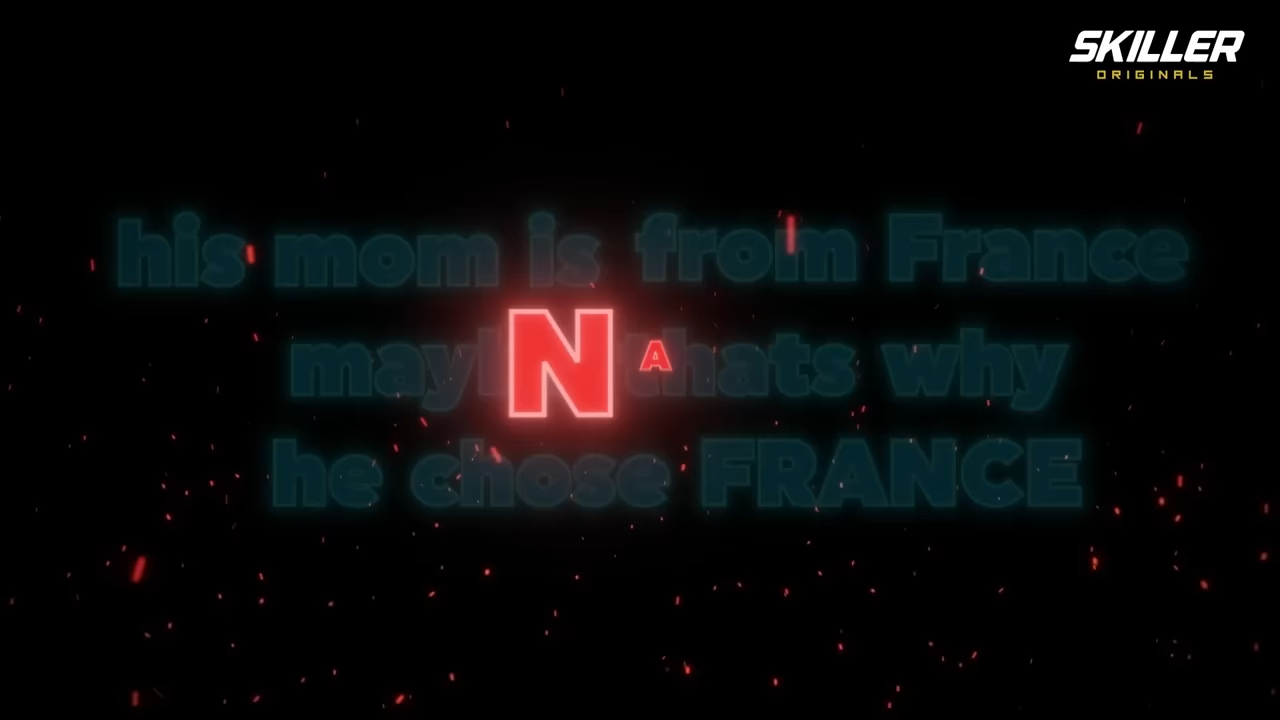 SKILLER
ORIGINALS
his mom is from France
thats why
N A
he chose FRANCE